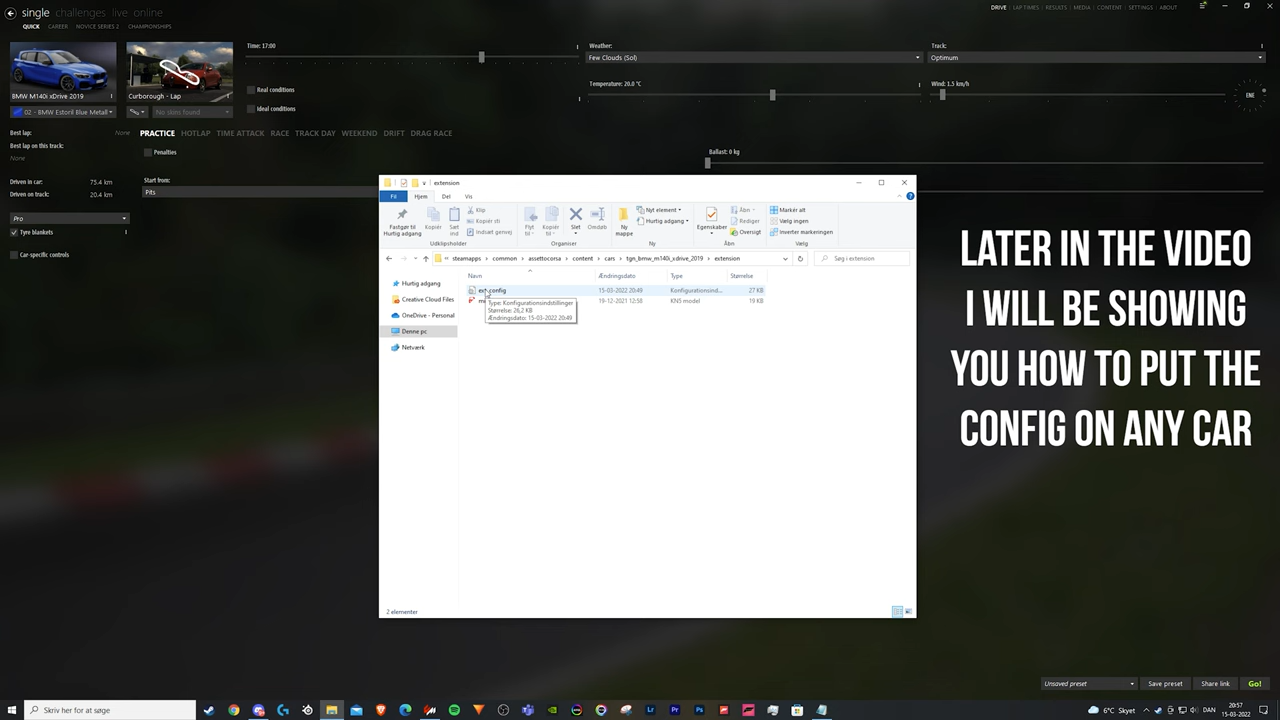 single challenges live online
DRIVE | LAP TIMES | RESULTS | MEDIA | CONTENT | SETTINGS | ABOUT
QUICK CAREER NOVICE SERIES 2 CHAMPIONSHIPS
BMW M140i xDrive 2019
02 - BMW Estoril Blue Metall
Curborough - Lap
No skins found
Time: 17:00
Real conditions
Ideal conditions
Weather:
Few Clouds (Sol)
Track:
Optimum
Temperature: 20.0 °C
Wind: 1.5 km/h
ENE
Best lap: None
Best lap on this track:
None
Driven in car: 75.4 km
Driven on track: 20.4 km
Pro
Tyre blankets
Car-specific controls
PRACTICE HOTLAP TIME ATTACK RACE TRACK DAY WEEKEND DRIFT DRAG RACE
Penalties
Start from:
Pits
Ballast: 0 kg
extension
Fil Hjem Del Vis
Fastgør til Hurtig adgang
Kopiér
Sæt ind
Klip
Kopiér sti
Indsæt genvej
Udklipsholder
Flyt til
Kopiér til
Slet
Omdøb
Organiser
Ny mappe
Nyt element
Hurtig adgang
Ny
Egenskaber
Åbn
Rediger
Oversigt
Åbn
Markér alt
Vælg ingen
Inverter markeringen
Vælg
steamapps common assettocorsa content cars tgn_bmw_m140i_xdrive_2019 extension
Søg i extension
Navn Ændringsdato Type Størrelse
Hurtig adgang
Creative Cloud Files
OneDrive - Personal
Denne pc
Netværk
ext_config 15-03-2022 20:49 Konfigurationsind... 27 KB
19-12-2021 12:58 KN5 model 19 KB
Type: Konfigurationsindstillinger
Størrelse: 26,2 KB
Ændringsdato: 15-03-2022 20:49
2 elementer
LATER IN THE VIDEO
I WILL BE SHOWING
YOU HOW TO PUT THE
CONFIG ON ANY CAR
Unsaved preset Save preset Share link Go!
Skriv her for at søge
6°C Skyet
DAN
20:57
15-03-2022